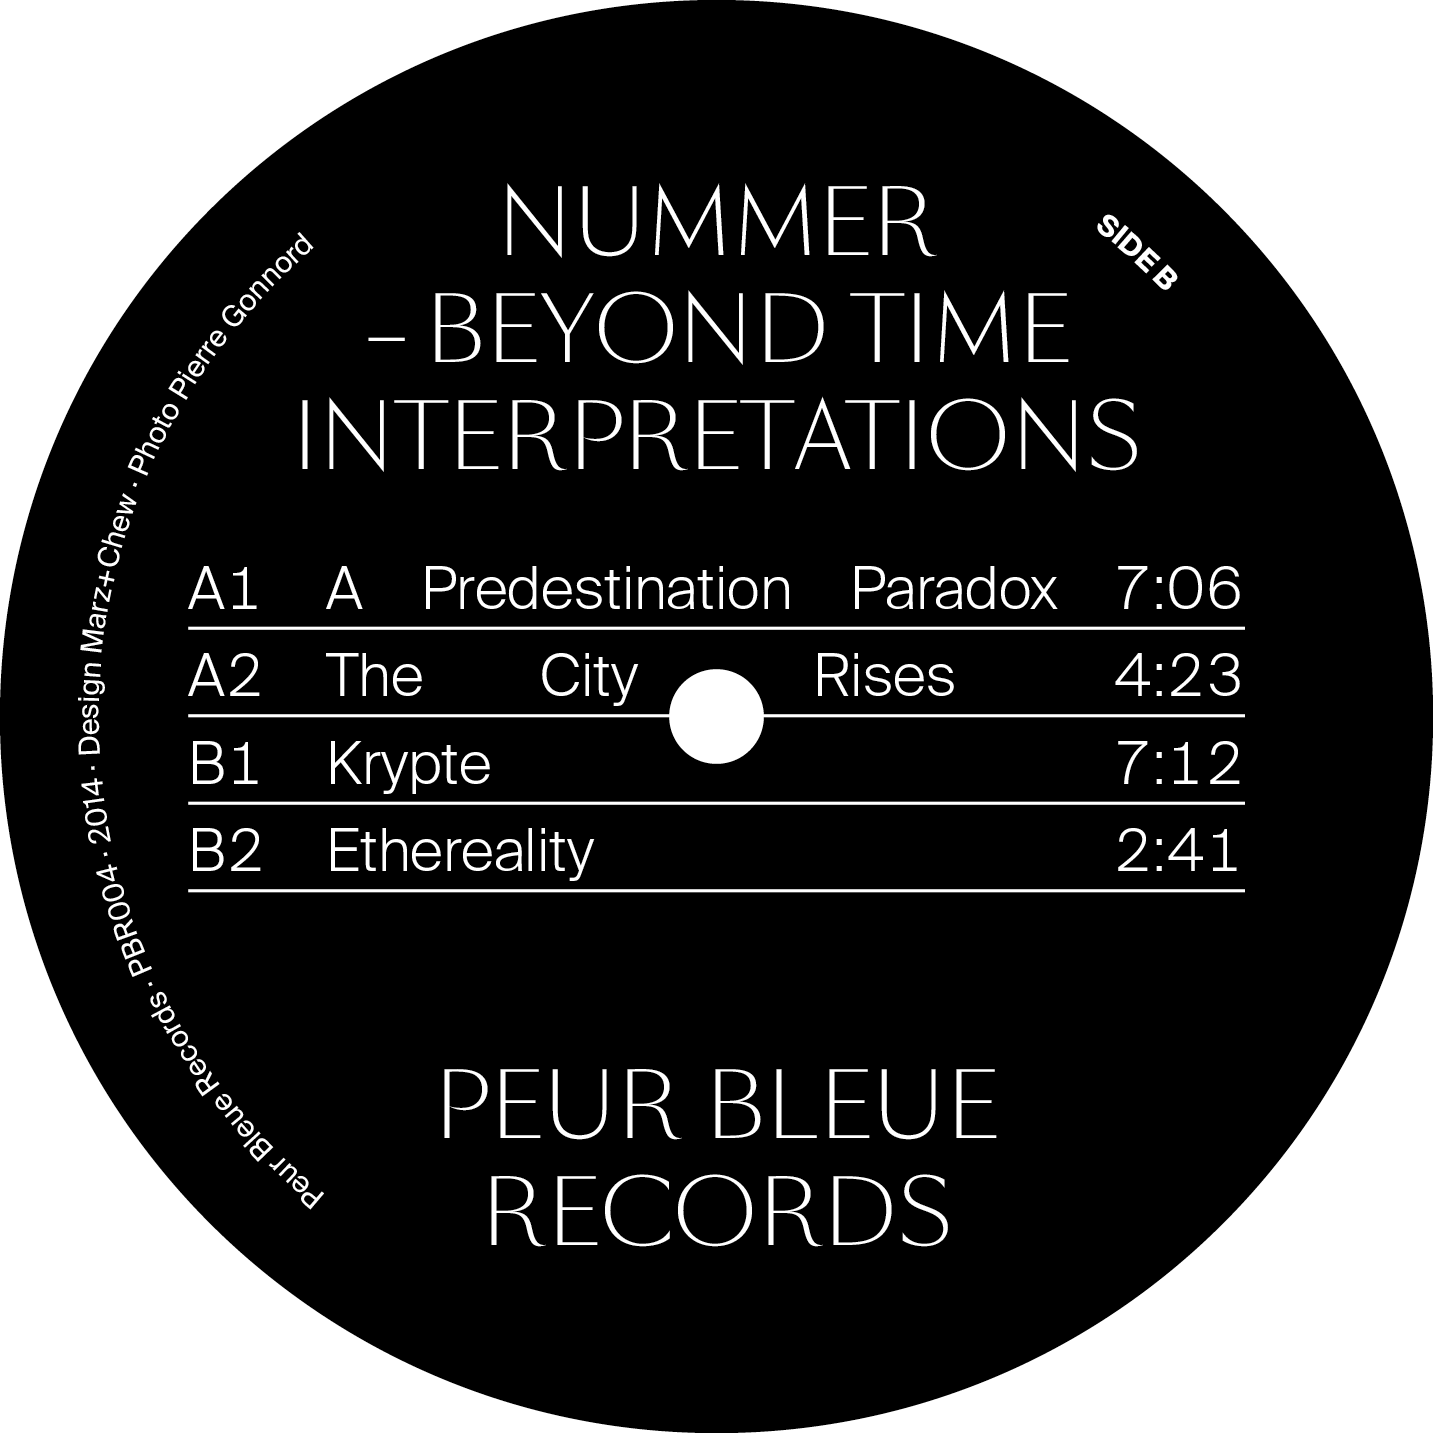 NUMMER
– BEYOND TIME
INTERPRETATIONS
SIDE B
A1 A Predestination Paradox 7:06
A2 The City Rises 4:23
B1 Krypte 7:12
B2 Ethereality 2:41
PEUR BLEUE
RECORDS
Peur Bleue Records · PBR004 · 2014 · Design Marz+Chew · Photo Pierre Gonnord